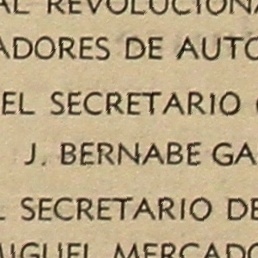 AL REVOLUCIONA
ADORES DE AUTO
EL SECRETARIO
J. BERNABE GA
L SECRETARIO DE
MIGUEL MERCADO